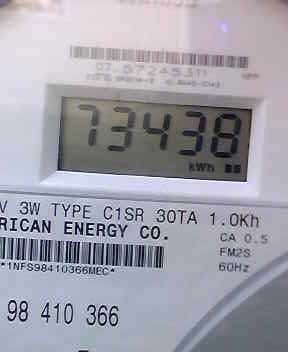 73438
kWh
V 3W TYPE C1SR 30TA 1.0Kh
RICAN ENERGY CO.
CA 0.5
FM2S
60Hz
*1NFS98410366MEC*
98 410 366